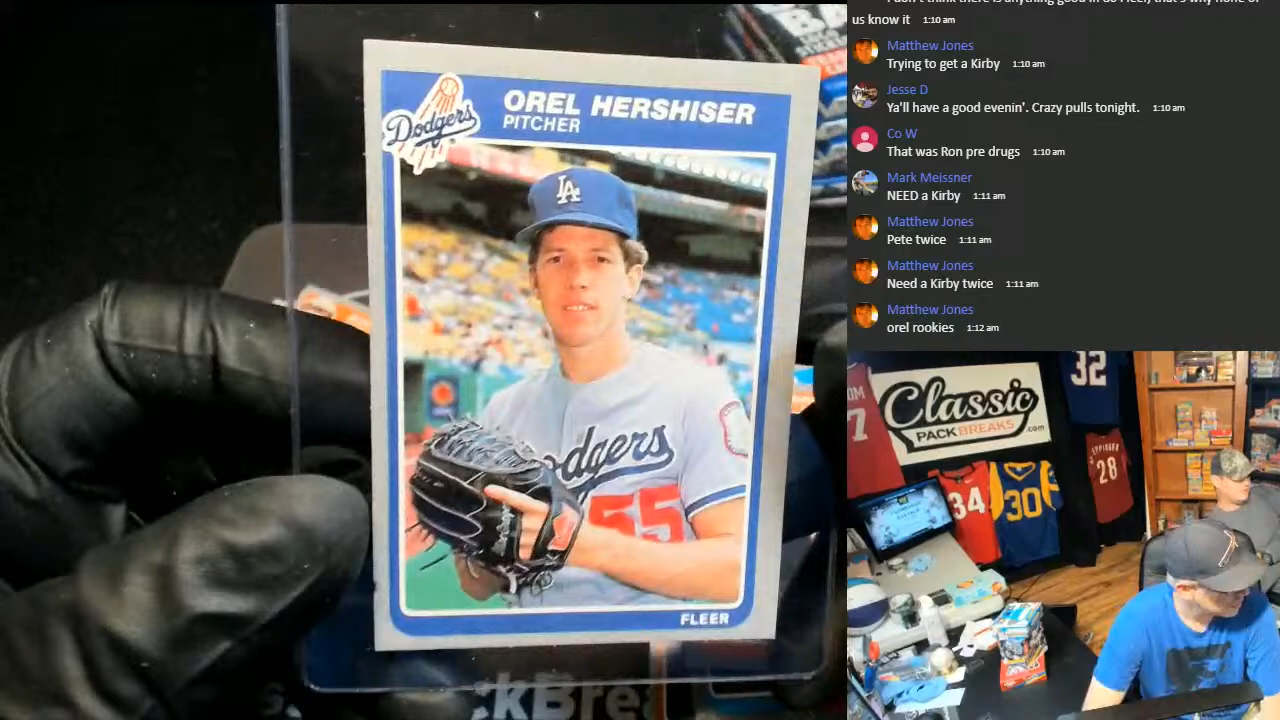 us know it 1:10 am
Matthew Jones
Trying to get a Kirby 1:10 am
Jesse D
Ya'll have a good evenin'. Crazy pulls tonight. 1:10 am
Co W
That was Ron pre drugs 1:10 am
Mark Meissner
NEED a Kirby 1:11 am
Matthew Jones
Pete twice 1:11 am
Matthew Jones
Need a Kirby twice 1:11 am
Matthew Jones
orel rookies 1:12 am
Dodgers
OREL HERSHISER
PITCHER
LA
odgers
55
FLEER
ckBrea
Classic
PACKBREAKS.com
32
7
34
30
28